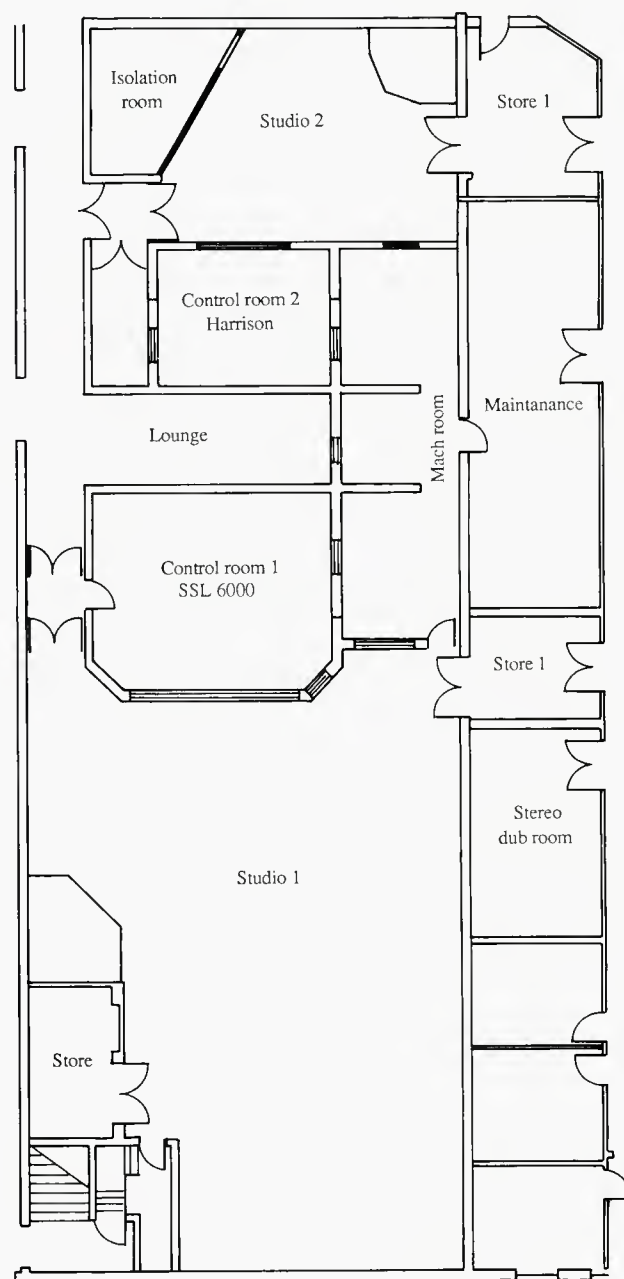 Isolation
room
Studio 2
Store 1
Control room 2
Harrison
Maintanance
Lounge
Mach room
Control room 1
SSL 6000
Store 1
Stereo
dub room
Studio 1
Store